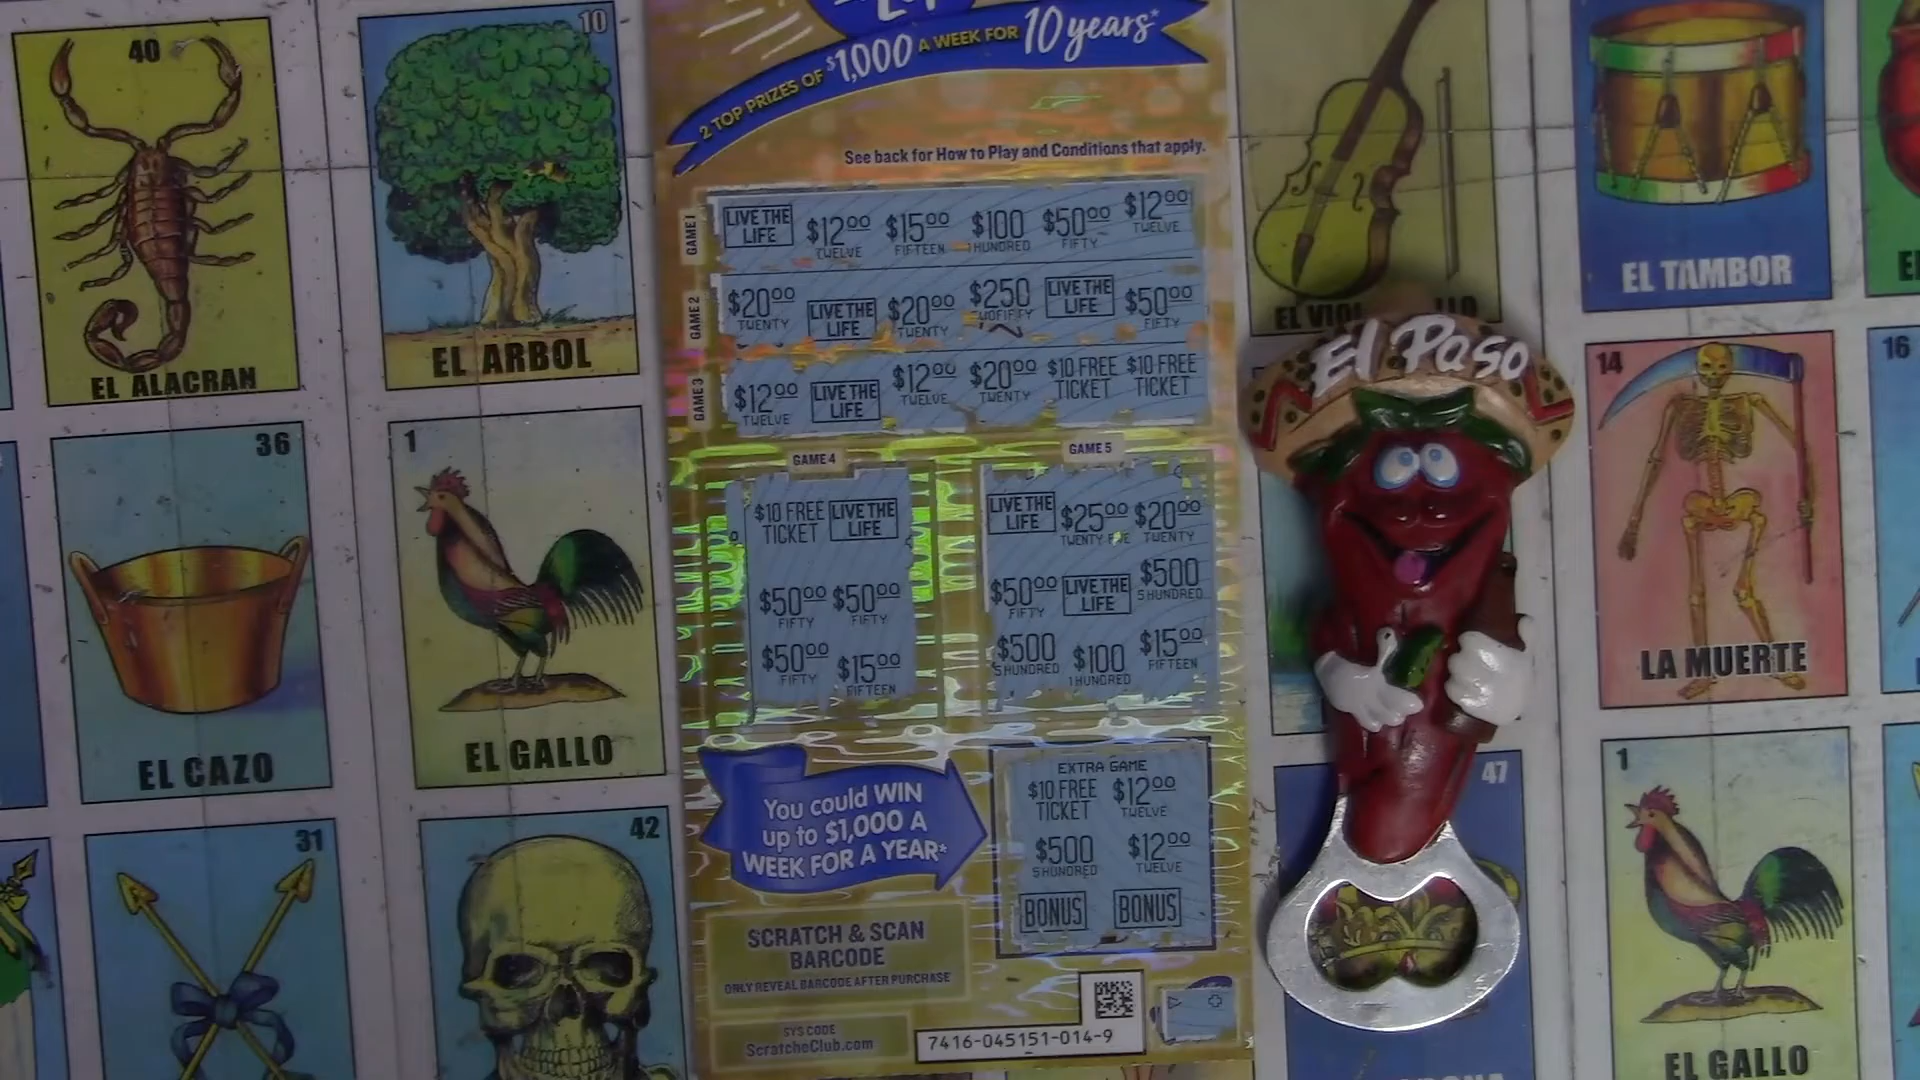 40
EL ALACRAN
10
EL ARBOL
36
EL CAZO
1
EL GALLO
31
42
2 TOP PRIZES OF $1,000 A WEEK FOR 10 years*
See back for How to Play and Conditions that apply.
GAME 1
LIVE THE LIFE $12.00 $15.00 $100 $50.00 $12.00
TWELVE FIFTEEN 1HUNDRED FIFTY TWELVE
GAME 2
$20.00 LIVE THE LIFE $20.00 $250 LIVE THE LIFE $50.00
TWENTY TWENTY TWOFIFTY FIFTY
GAME 3
$12.00 LIVE THE LIFE $12.00 $20.00 $10 FREE TICKET $10 FREE TICKET
TWELVE TWELVE TWENTY
GAME 4
$10 FREE TICKET LIVE THE LIFE
$50.00 $50.00
FIFTY FIFTY
$50.00 $15.00
FIFTY FIFTEEN
GAME 5
LIVE THE LIFE $25.00 $20.00
TWENTY FIVE TWENTY
$50.00 LIVE THE LIFE $500
FIFTY 5HUNDRED
$500 $100 $15.00
5HUNDRED 1HUNDRED FIFTEEN
You could WIN
up to $1,000 A
WEEK FOR A YEAR*
EXTRA GAME
$10 FREE TICKET $12.00
TWELVE
$500 $12.00
5HUNDRED TWELVE
BONUS BONUS
SCRATCH & SCAN
BARCODE
ONLY REVEAL BARCODE AFTER PURCHASE
SYS CODE
ScratcheClub.com
7416-045151-014-9
El Paso
EL TAMBOR
14
LA MUERTE
16
47
1
EL GALLO